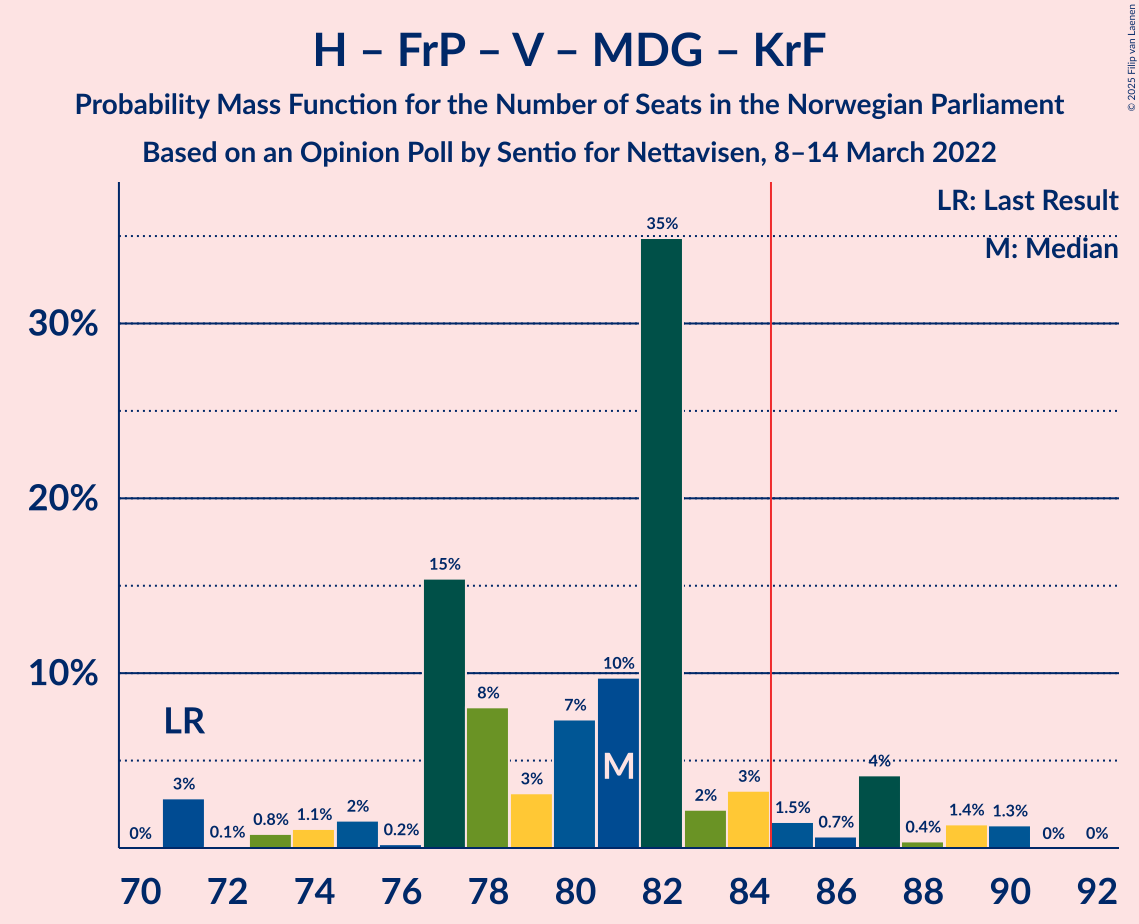 H – FrP – V – MDG – KrF
Probability Mass Function for the Number of Seats in the Norwegian Parliament
Based on an Opinion Poll by Sentio for Nettavisen, 8–14 March 2022
© 2025 Filip van Laenen
LR: Last Result
M: Median
30%
20%
10%
LR
M
0%
3%
0.1%
0.8%
1.1%
2%
0.2%
15%
8%
3%
7%
10%
35%
2%
3%
1.5%
0.7%
4%
0.4%
1.4%
1.3%
0%
0%
70 72 74 76 78 80 82 84 86 88 90 92